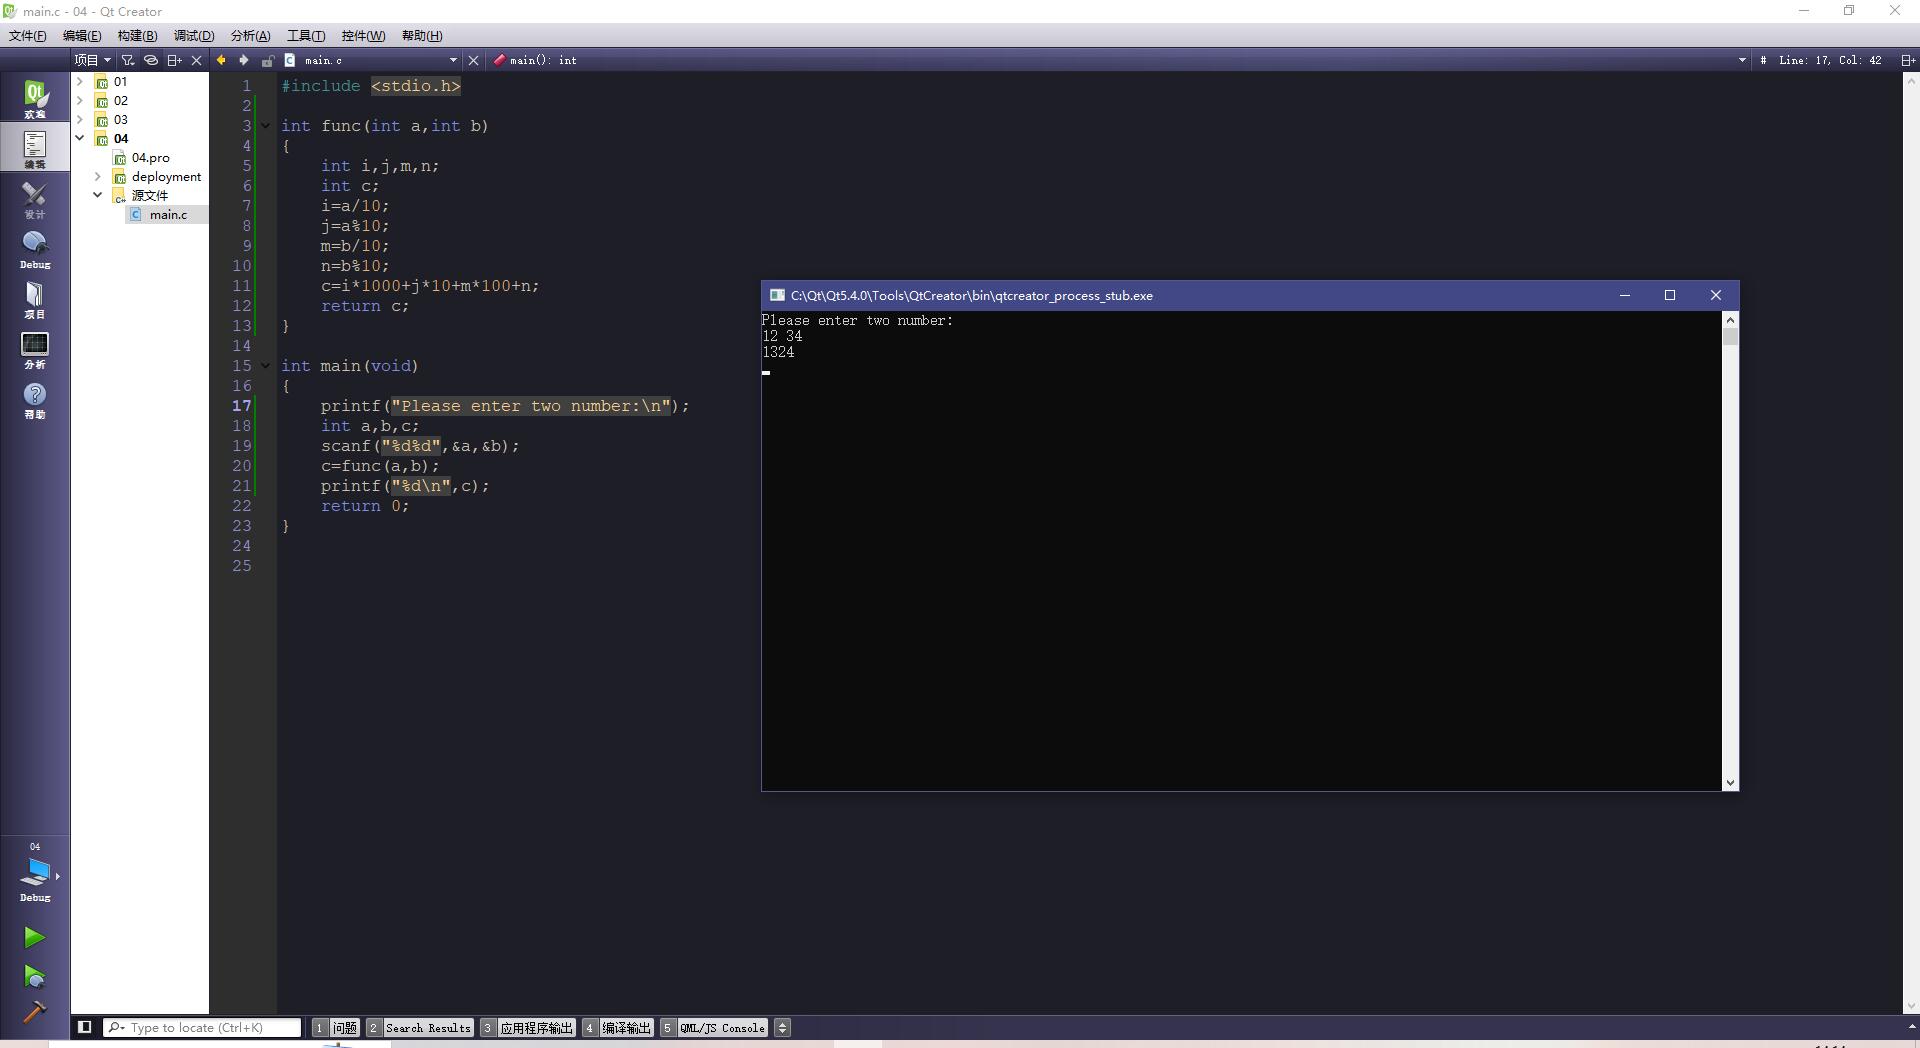 main.c - 04 - Qt Creator
文件(F) 编辑(E) 构建(B) 调试(D) 分析(A) 工具(T) 控件(W) 帮助(H)
项目 main.c main(): int # Line: 17, Col: 42
欢迎
编辑
设计
Debug
项目
分析
帮助
04
Debug
01
02
03
04
04.pro
deployment
源文件
main.c
1 #include <stdio.h>
2
3 int func(int a,int b)
4 {
5 int i,j,m,n;
6 int c;
7 i=a/10;
8 j=a%10;
9 m=b/10;
10 n=b%10;
11 c=i*1000+j*10+m*100+n;
12 return c;
13 }
14
15 int main(void)
16 {
17 printf("Please enter two number:\n");
18 int a,b,c;
19 scanf("%d%d",&a,&b);
20 c=func(a,b);
21 printf("%d\n",c);
22 return 0;
23 }
24
25
C:\Qt\Qt5.4.0\Tools\QtCreator\bin\qtcreator_process_stub.exe
Please enter two number:
12 34
1324
Type to locate (Ctrl+K) 1 问题 2 Search Results 3 应用程序输出 4 编译输出 5 QML/JS Console